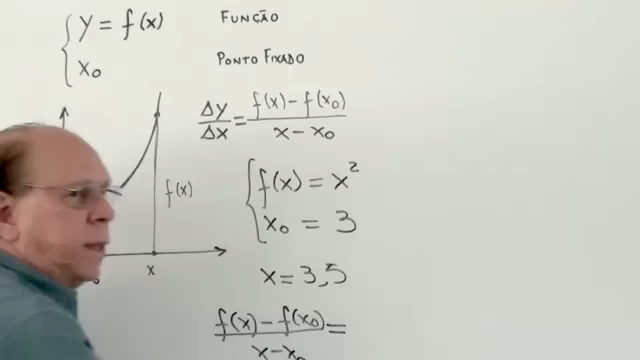 y = f(x) FUNÇÃO
x₀ PONTO FIXADO
Δy/Δx = f(x) - f(x₀) / x - x₀
f(x) = x²
x₀ = 3
f(x)
x = 3,5
x
f(x) - f(x₀) / x - x₀ =